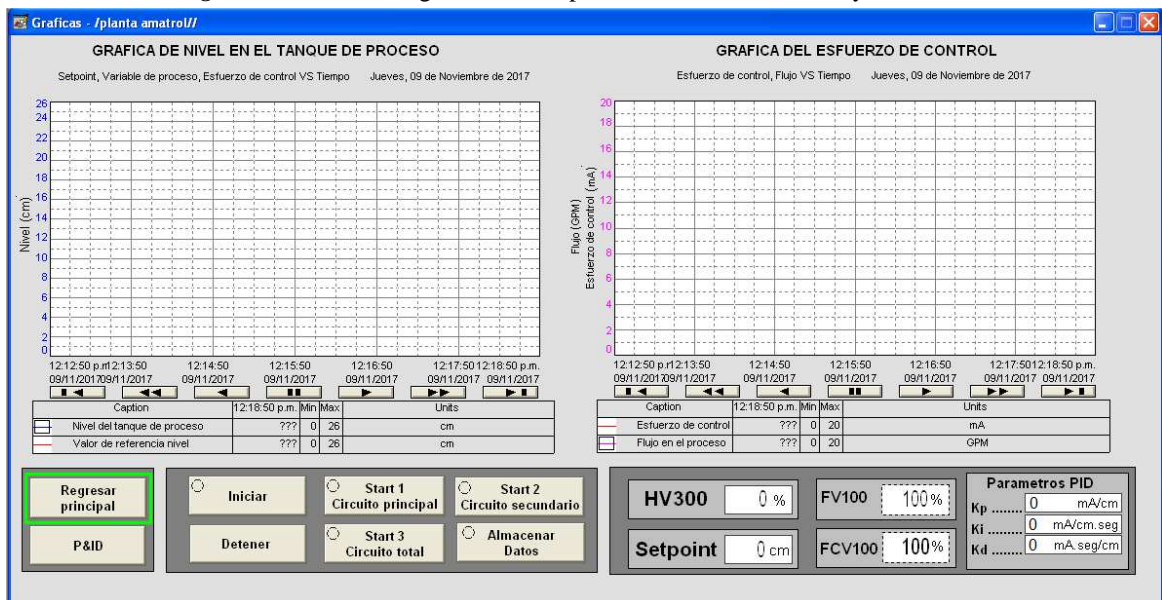 Graficas - /planta amatrol//
GRAFICA DE NIVEL EN EL TANQUE DE PROCESO
Setpoint, Variable de proceso, Esfuerzo de control VS Tiempo Jueves, 09 de Noviembre de 2017
Nivel (cm)
26
24
22
20
18
16
14
12
10
8
6
4
2
0
12:12:50 p.m 12:13:50 12:14:50 12:15:50 12:16:50 12:17:50 12:18:50 p.m.
09/11/2017 09/11/2017 09/11/2017 09/11/2017 09/11/2017 09/11/2017 09/11/2017
Caption 12:18:50 p.m. Min Max Units
Nivel del tanque de proceso ??? 0 26 cm
Valor de referencia nivel ??? 0 26 cm
GRAFICA DEL ESFUERZO DE CONTROL
Esfuerzo de control, Flujo VS Tiempo Jueves, 09 de Noviembre de 2017
Flujo (GPM)
Esfuerzo de control (mA)
20
18
16
14
12
10
8
6
4
2
0
12:12:50 p.r 12:13:50 12:14:50 12:15:50 12:16:50 12:17:50 12:18:50 p.m.
09/11/2017 09/11/2017 09/11/2017 09/11/2017 09/11/2017 09/11/2017 09/11/2017
Caption 12:18:50 p.m. Min Max Units
Esfuerzo de control ??? 0 20 mA
Flujo en el proceso ??? 0 20 GPM
Regresar
principal
P&ID
Iniciar
Detener
Start 1
Circuito principal
Start 2
Circuito secundario
Start 3
Circuito total
Almacenar
Datos
HV300 0 %
Setpoint 0 cm
FV100 100 %
FCV100 100 %
Parametros PID
Kp ........ 0 mA/cm
Ki ........ 0 mA/cm.seg
Kd ........ 0 mA.seg/cm